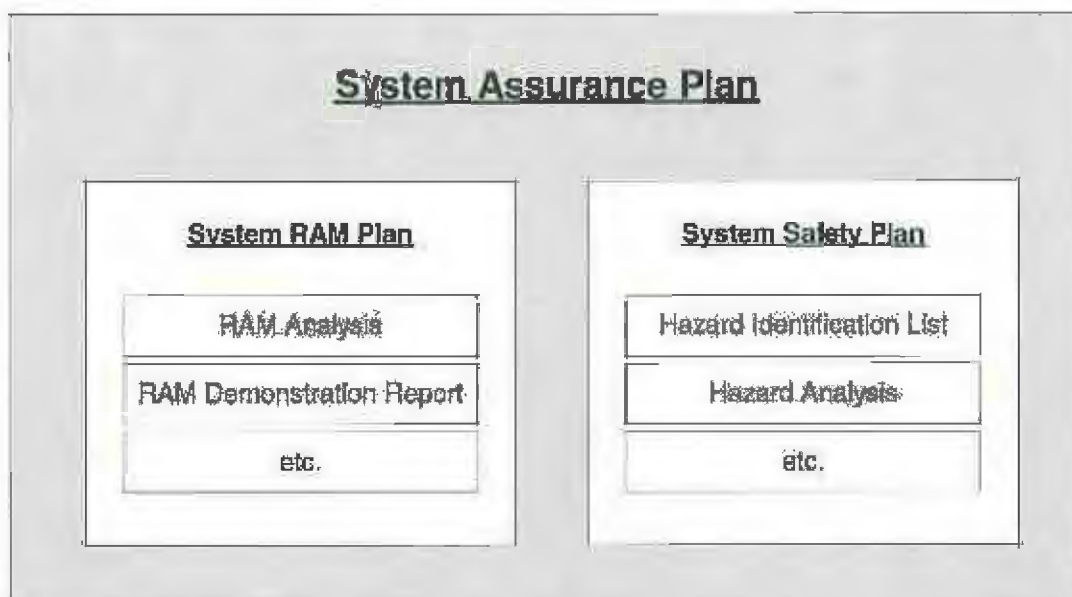 System Assurance Plan
System RAM Plan
RAM Analysis
RAM Demonstration Report
etc.
System Safety Plan
Hazard Identification List
Hazard Analysis
etc.